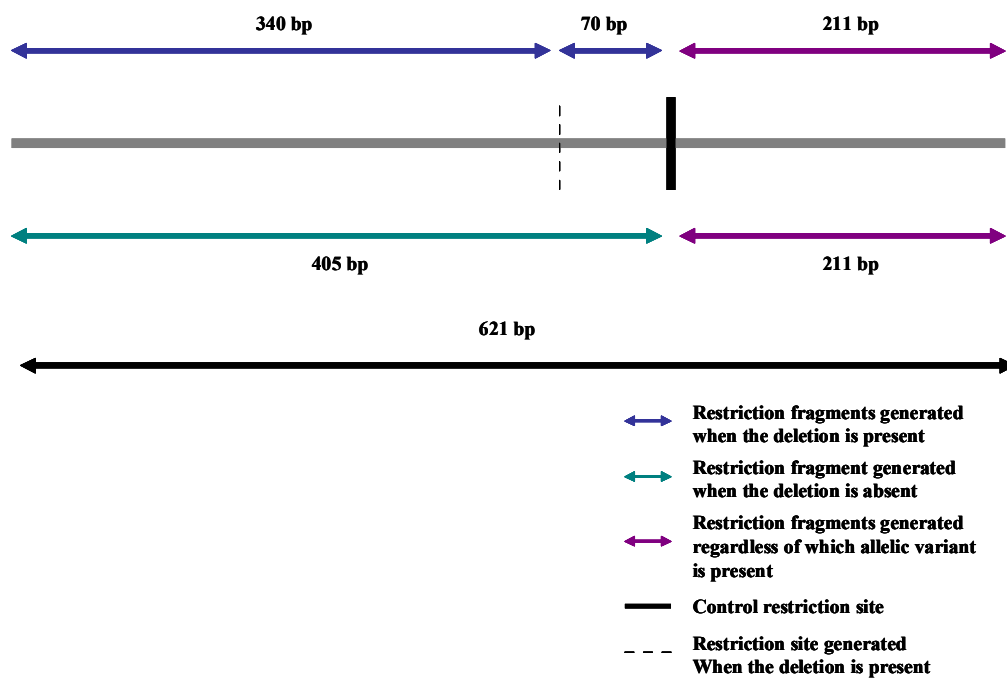 340 bp
70 bp
211 bp
405 bp
211 bp
621 bp
Restriction fragments generated
when the deletion is present
Restriction fragment generated
when the deletion is absent
Restriction fragments generated
regardless of which allelic variant
is present
Control restriction site
Restriction site generated
When the deletion is present